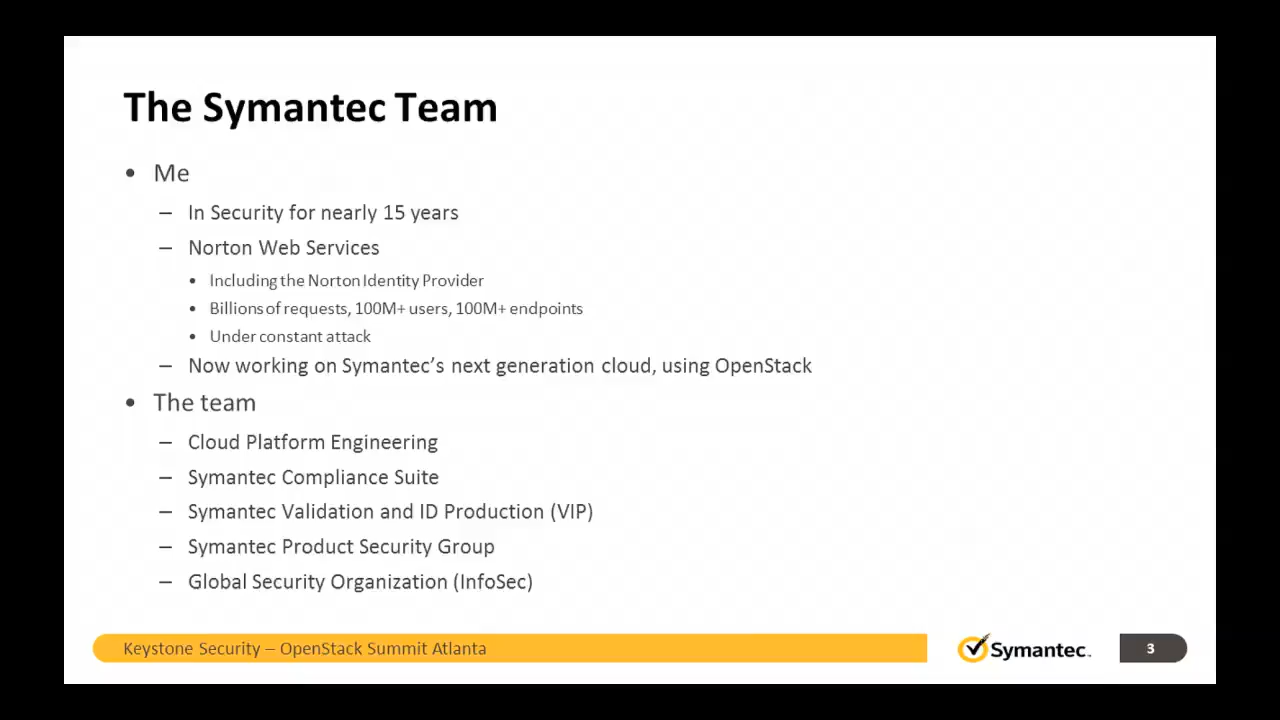 The Symantec Team
• Me
– In Security for nearly 15 years
– Norton Web Services
• Including the Norton Identity Provider
• Billions of requests, 100M+ users, 100M+ endpoints
• Under constant attack
– Now working on Symantec’s next generation cloud, using OpenStack
• The team
– Cloud Platform Engineering
– Symantec Compliance Suite
– Symantec Validation and ID Production (VIP)
– Symantec Product Security Group
– Global Security Organization (InfoSec)
Keystone Security – OpenStack Summit Atlanta
Symantec™
3